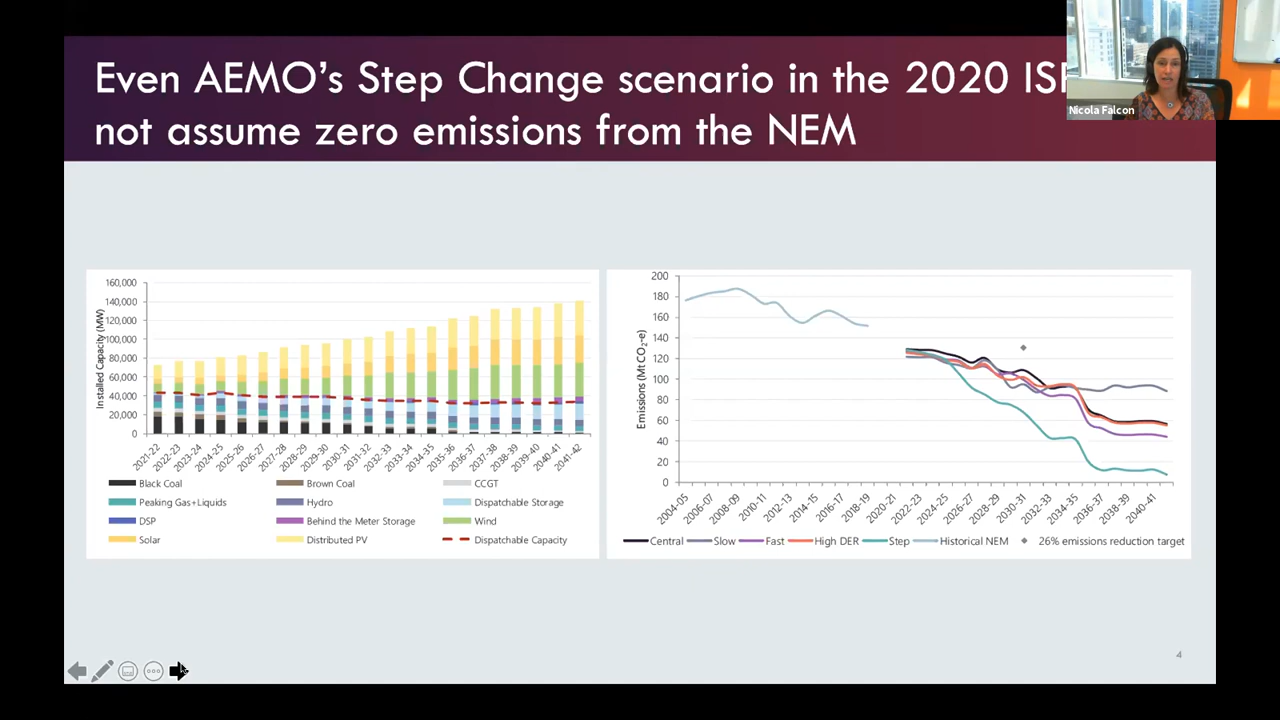 Even AEMO's Step Change scenario in the 2020 IS
not assume zero emissions from the NEM
Nicola Falcon
160,000
140,000
120,000
100,000
80,000
60,000
40,000
20,000
0
Installed Capacity (MW)
2021-22
2022-23
2023-24
2024-25
2025-26
2026-27
2027-28
2028-29
2029-30
2030-31
2031-32
2032-33
2033-34
2034-35
2035-36
2036-37
2037-38
2038-39
2039-40
2040-41
2041-42
Black Coal
Brown Coal
CCGT
Peaking Gas+Liquids
Hydro
Dispatchable Storage
DSP
Behind the Meter Storage
Wind
Solar
Distributed PV
Dispatchable Capacity
200
180
160
140
120
100
80
60
40
20
0
Emissions (Mt CO₂-e)
2004-05
2006-07
2008-09
2010-11
2012-13
2014-15
2016-17
2018-19
2020-21
2022-23
2024-25
2026-27
2028-29
2030-31
2032-33
2034-35
2036-37
2038-39
2040-41
Central
Slow
Fast
High DER
Step
Historical NEM
26% emissions reduction target
4